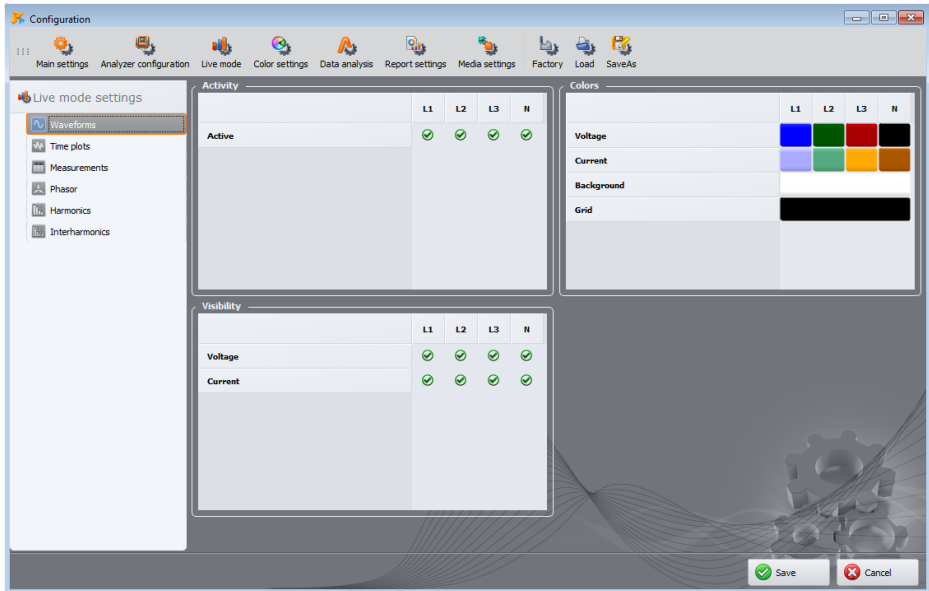 Configuration
Main settings Analyzer configuration Live mode Color settings Data analysis Report settings Media settings Factory Load SaveAs
Live mode settings
Waveforms
Time plots
Measurements
Phasor
Harmonics
Interharmonics
Activity
L1 L2 L3 N
Active
Colors
L1 L2 L3 N
Voltage
Current
Background
Grid
Visibility
L1 L2 L3 N
Voltage
Current
Save Cancel